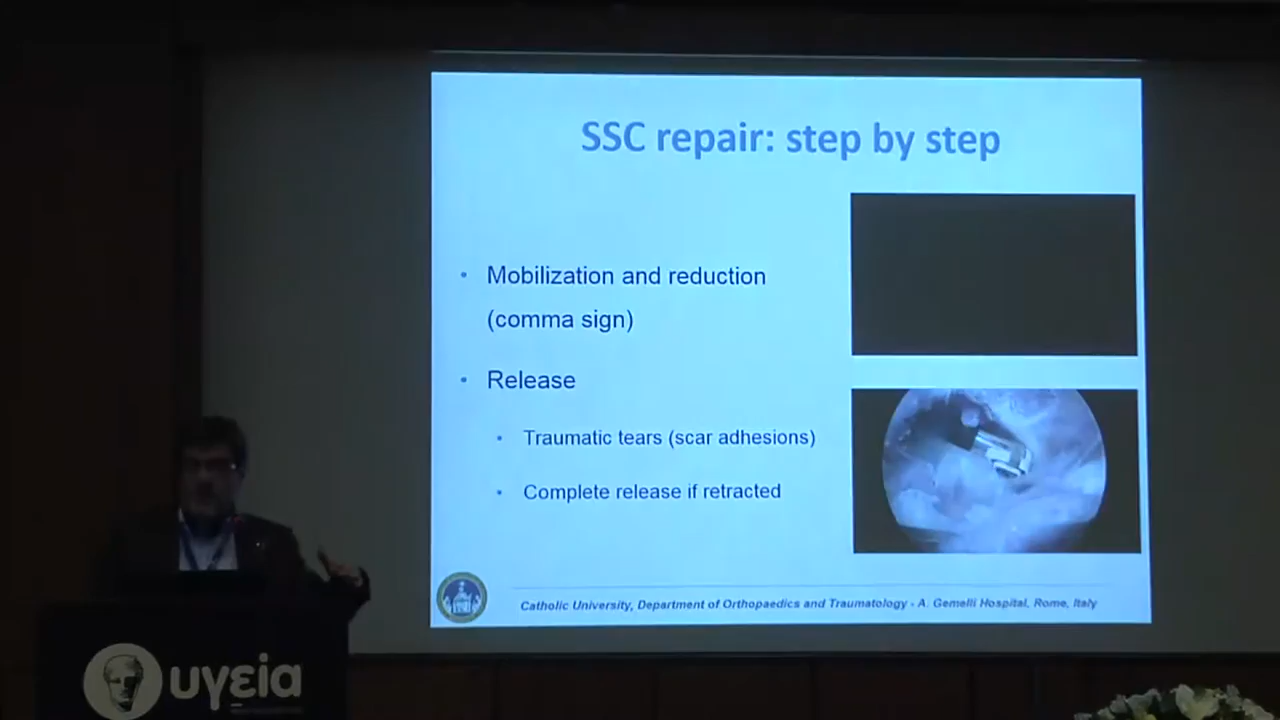 SSC repair: step by step
• Mobilization and reduction
(comma sign)
• Release
• Traumatic tears (scar adhesions)
• Complete release if retracted
Catholic University, Department of Orthopaedics and Traumatology - A. Gemelli Hospital, Rome, Italy
υγεία